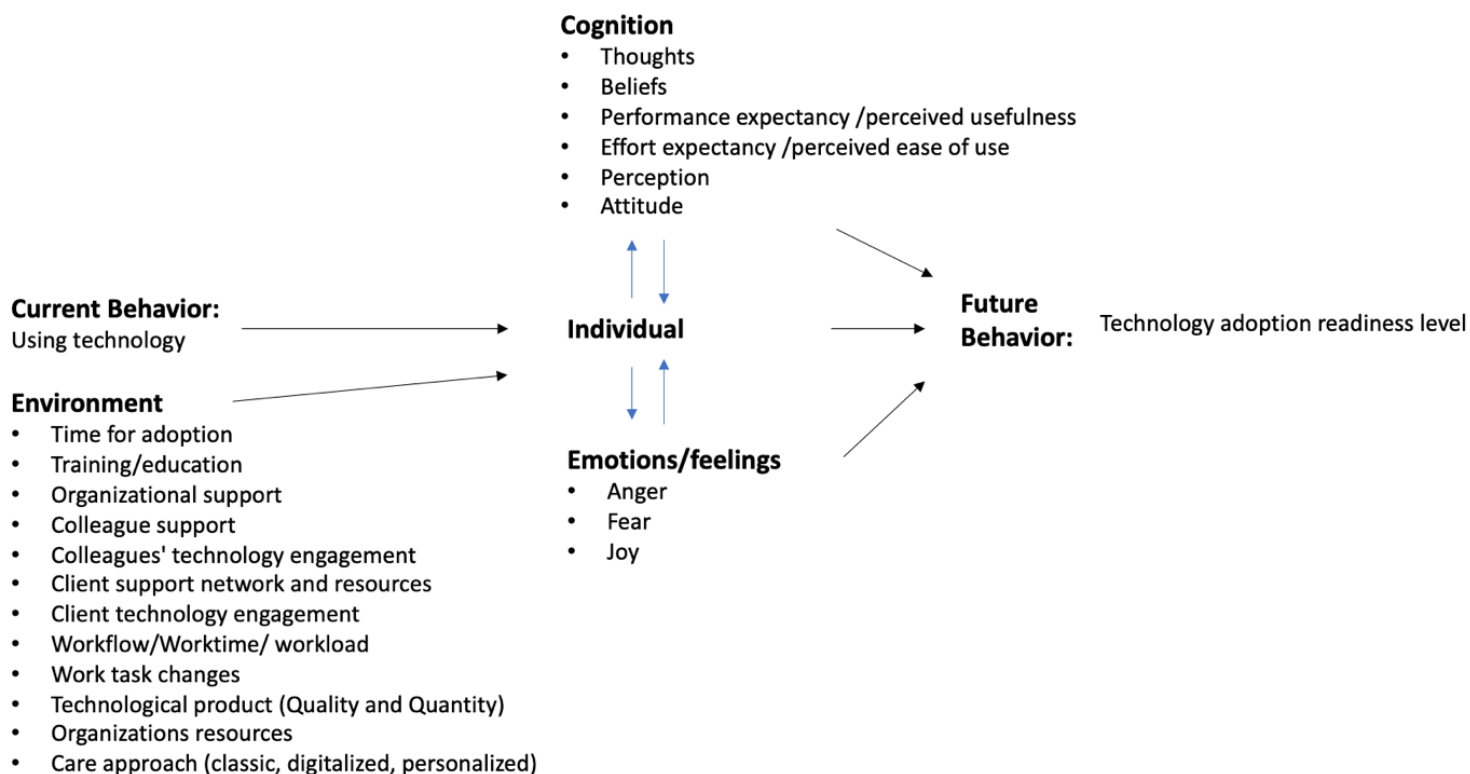 Cognition
• Thoughts
• Beliefs
• Performance expectancy /perceived usefulness
• Effort expectancy /perceived ease of use
• Perception
• Attitude
Current Behavior:
Using technology
Individual
Future
Behavior:
Technology adoption readiness level
Environment
• Time for adoption
• Training/education
• Organizational support
• Colleague support
• Colleagues' technology engagement
• Client support network and resources
• Client technology engagement
• Workflow/Worktime/ workload
• Work task changes
• Technological product (Quality and Quantity)
• Organizations resources
• Care approach (classic, digitalized, personalized)
Emotions/feelings
• Anger
• Fear
• Joy